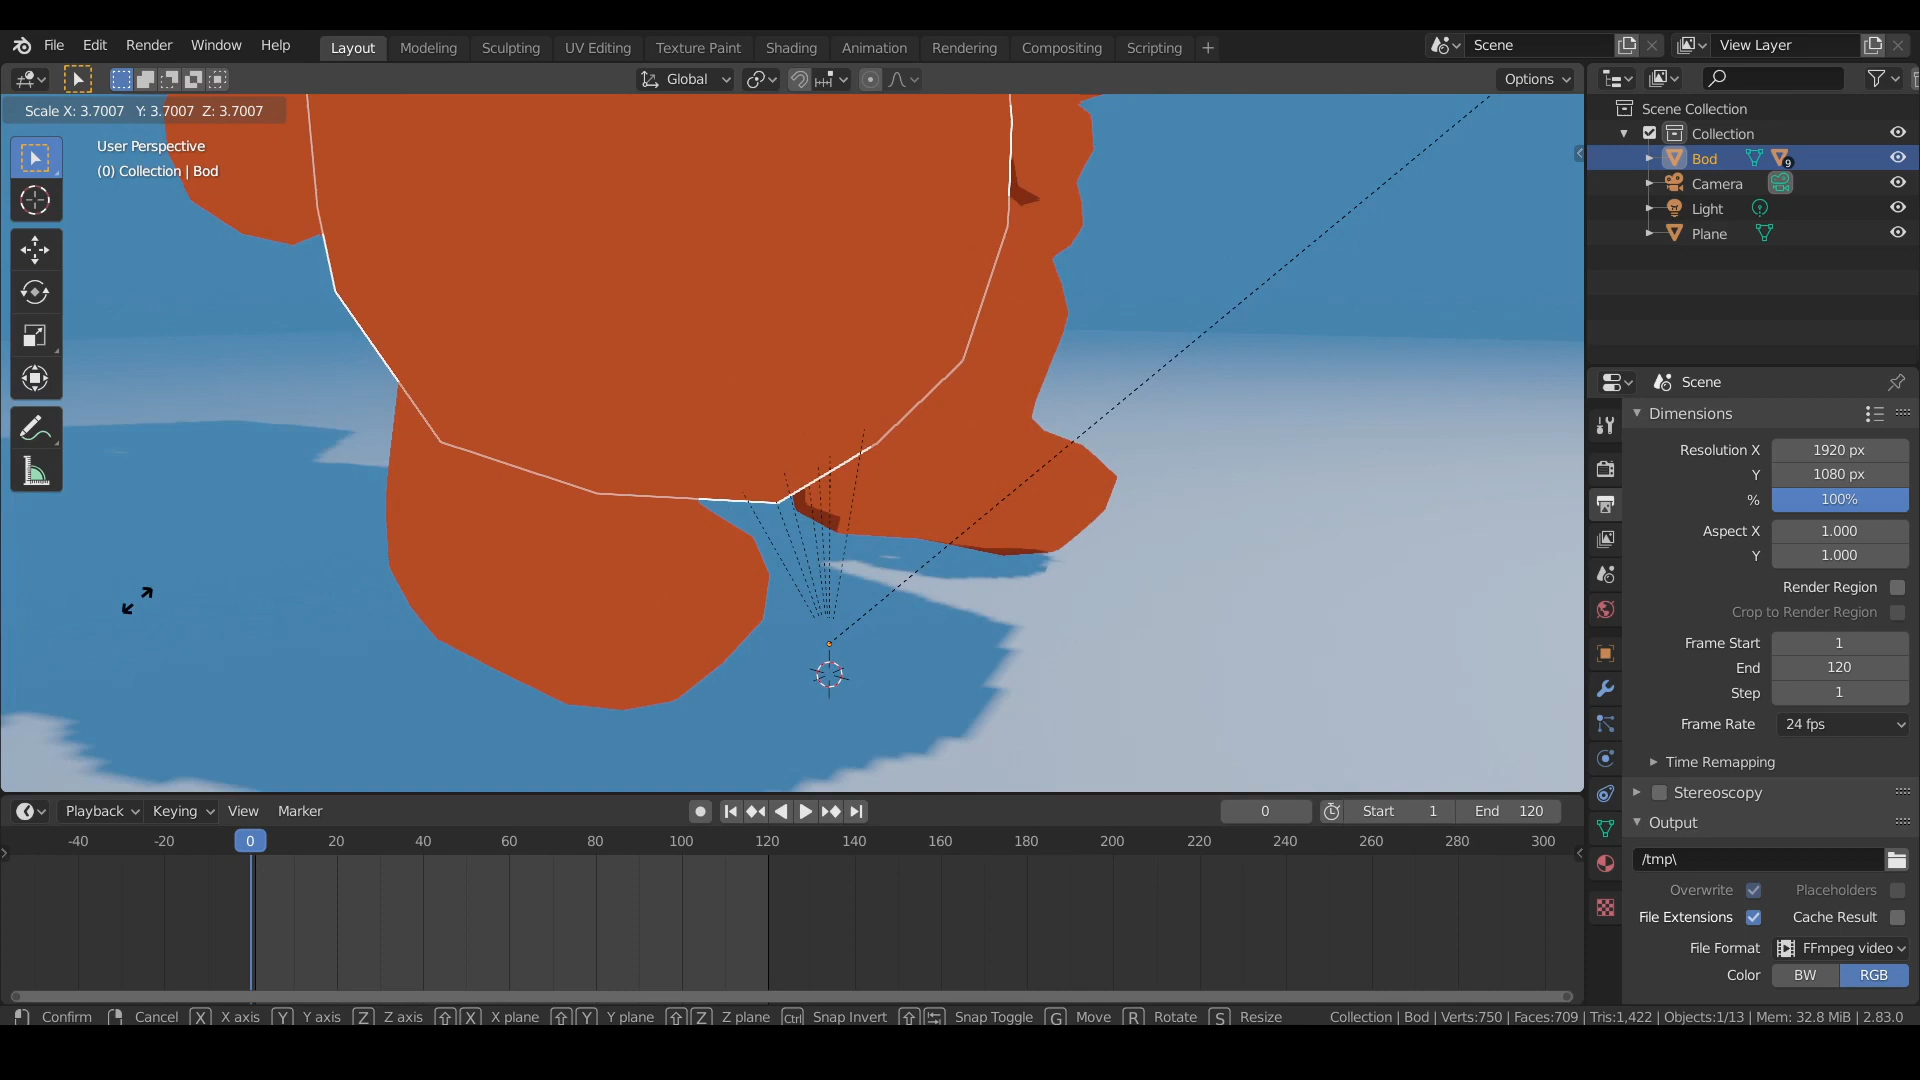 File Edit Render Window Help Layout Modeling Sculpting UV Editing Texture Paint Shading Animation Rendering Compositing Scripting + Scene View Layer
Global Options
Scale X: 3.7007 Y: 3.7007 Z: 3.7007
User Perspective
(0) Collection | Bod
Scene Collection
Collection
Bod 9
Camera
Light
Plane
Scene
Dimensions
Resolution X 1920 px
Y 1080 px
% 100%
Aspect X 1.000
Y 1.000
Render Region
Crop to Render Region
Frame Start 1
End 120
Step 1
Frame Rate 24 fps
Time Remapping
Stereoscopy
Output
/tmp\
Overwrite Placeholders
File Extensions Cache Result
File Format FFmpeg video
Color BW RGB
Playback Keying View Marker 0 Start 1 End 120
-40 -20 0 20 40 60 80 100 120 140 160 180 200 220 240 260 280 300
Confirm Cancel X X axis Y Y axis Z Z axis X X plane Y Y plane Z Z plane Ctrl Snap Invert Snap Toggle G Move R Rotate S Resize Collection | Bod | Verts:750 | Faces:709 | Tris:1,422 | Objects:1/13 | Mem: 32.8 MiB | 2.83.0